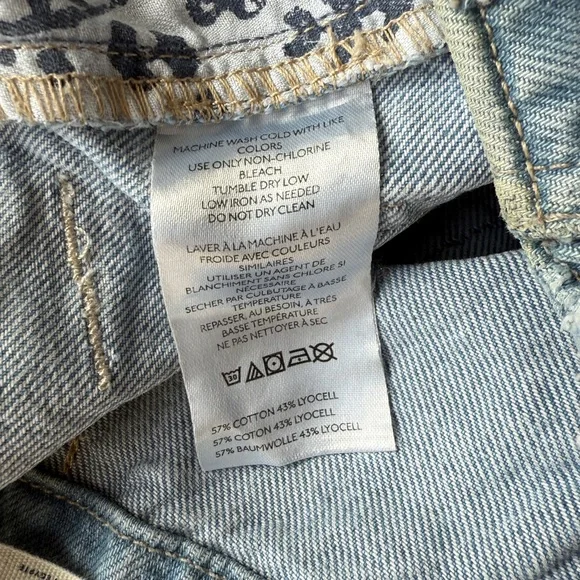 MACHINE WASH COLD WITH LIKE
COLORS
USE ONLY NON-CHLORINE
BLEACH
TUMBLE DRY LOW
LOW IRON AS NEEDED
DO NOT DRY CLEAN
LAVER À LA MACHINE À L'EAU
FROIDE AVEC COULEURS
SIMILAIRES
UTILISER UN AGENT DE
BLANCHIMENT SANS CHLORE SI
NÉCESSAIRE
SÉCHER PAR CULBUTAGE À BASSE
TEMPÉRATURE
REPASSER, AU BESOIN, À TRÈS
BASSE TEMPÉRATURE
NE PAS NETTOYER À SEC
30
57% COTTON 43% LYOCELL
57% COTON 43% LYOCELL
57% BAUMWOLLE 43% LYOCELL